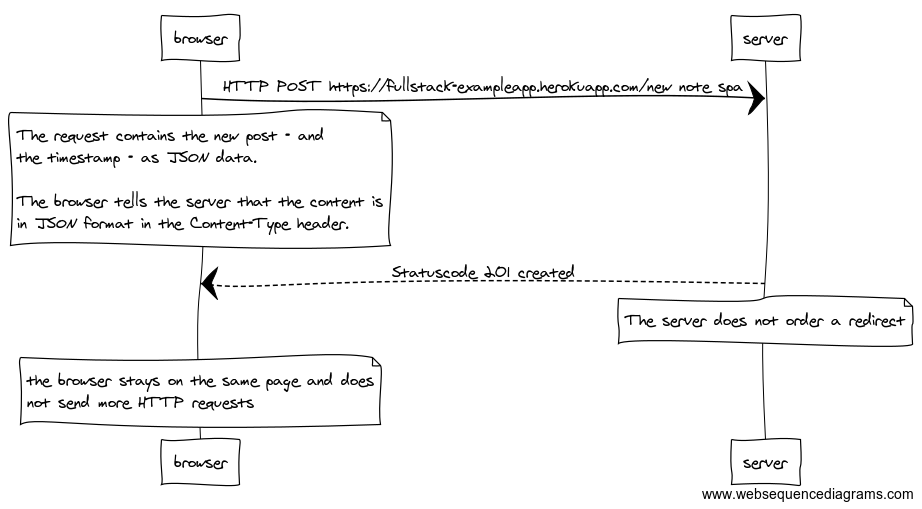 browser
server
HTTP POST https://fullstack-exampleapp.herokuapp.com/new note spa
The request contains the new post - and
the timestamp - as JSON data.
The browser tells the server that the content is
in JSON format in the Content-Type header.
Statuscode 201 created
The server does not order a redirect
the browser stays on the same page and does
not send more HTTP requests
browser
server
www.websequencediagrams.com